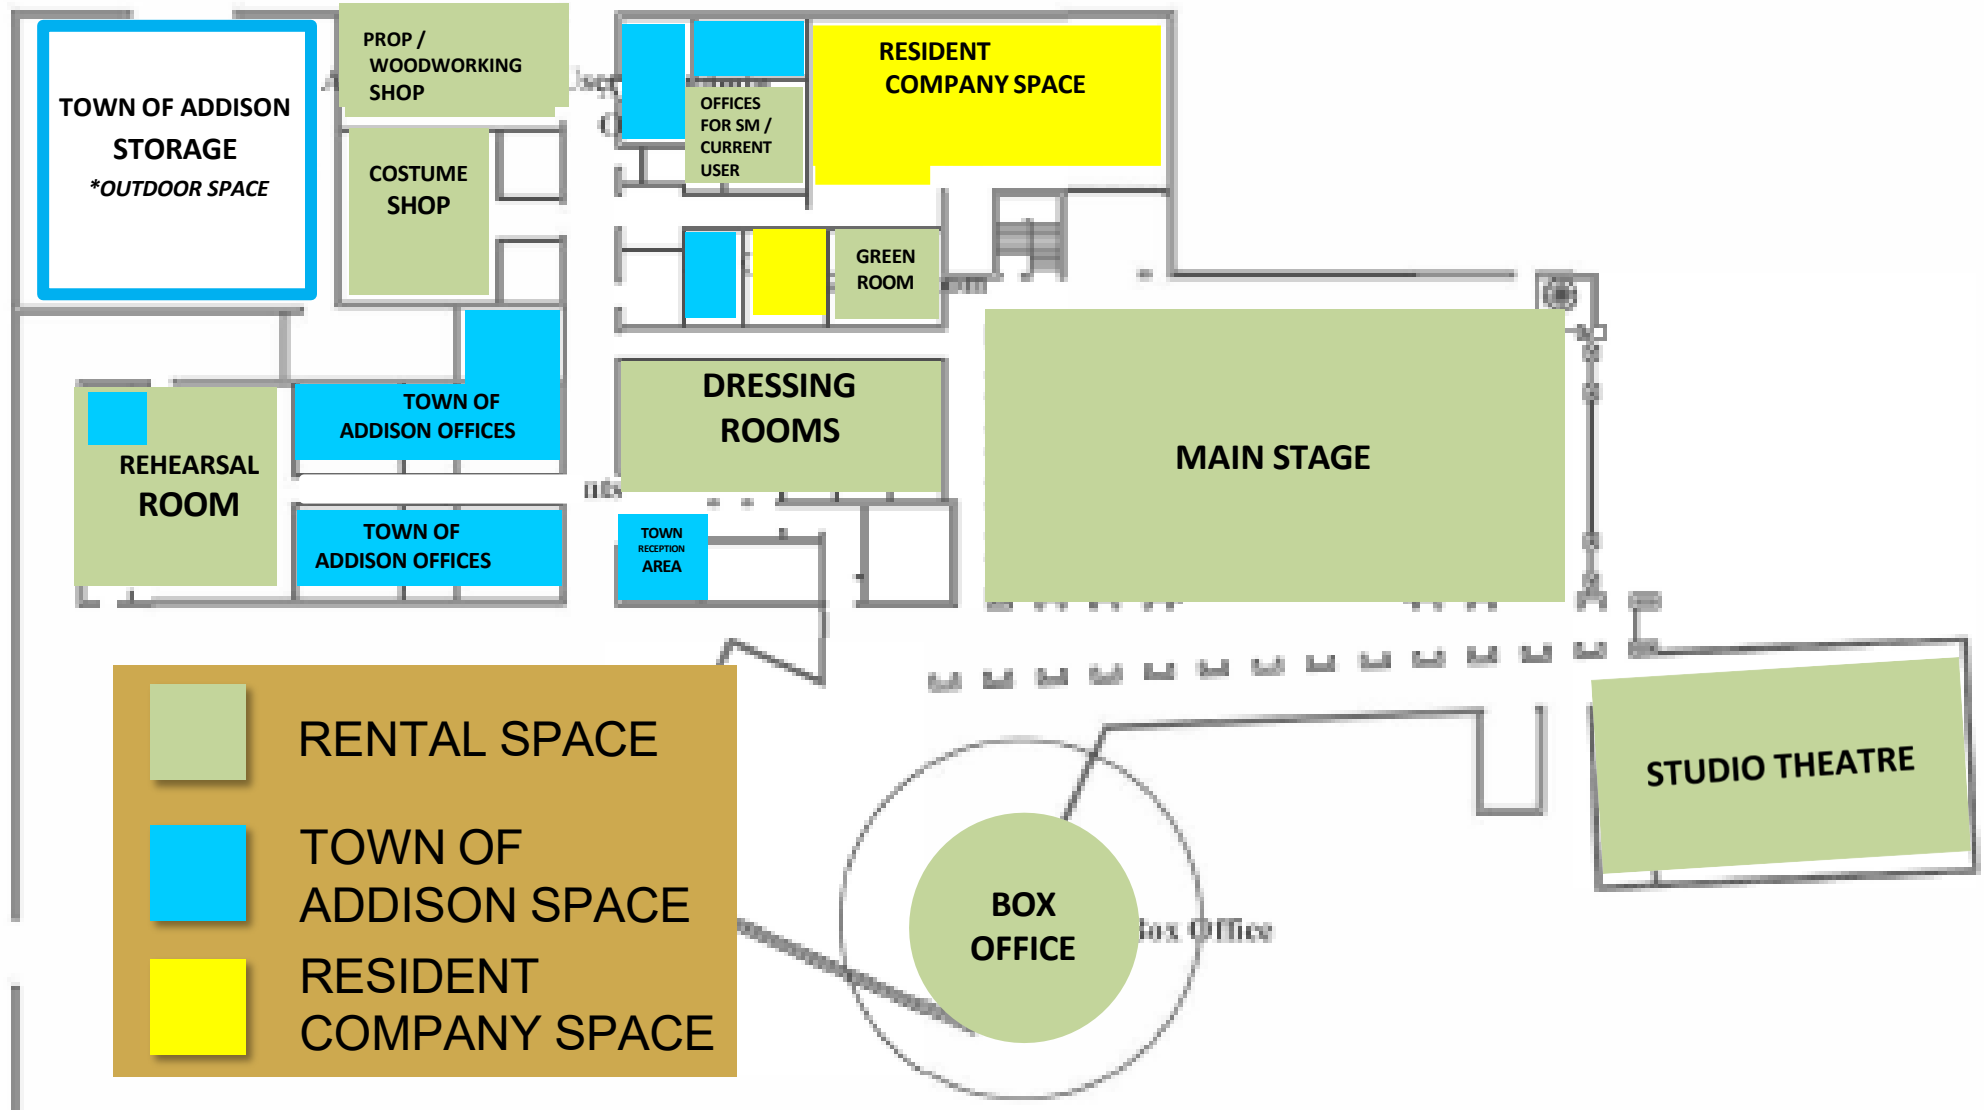 TOWN OF ADDISON
STORAGE
*OUTDOOR SPACE
PROP /
WOODWORKING
SHOP
COSTUME
SHOP
OFFICES
FOR SM /
CURRENT
USER
RESIDENT
COMPANY SPACE
GREEN
ROOM
TOWN OF
ADDISON OFFICES
DRESSING
ROOMS
MAIN STAGE
REHEARSAL
ROOM
TOWN OF
ADDISON OFFICES
TOWN
RECEPTION
AREA
RENTAL SPACE
TOWN OF
ADDISON SPACE
RESIDENT
COMPANY SPACE
BOX
OFFICE
Office
STUDIO THEATRE